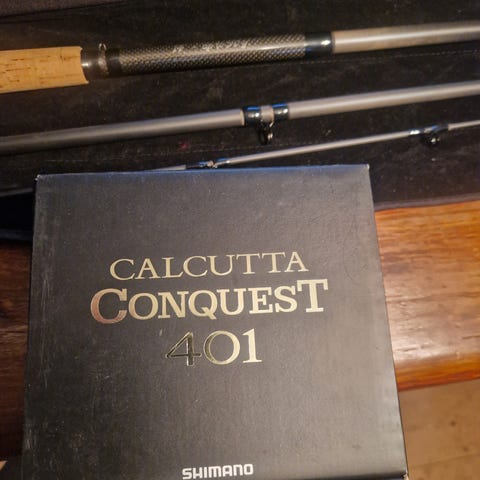 CALCUTTA
CONQUEST
401
SHIMANO